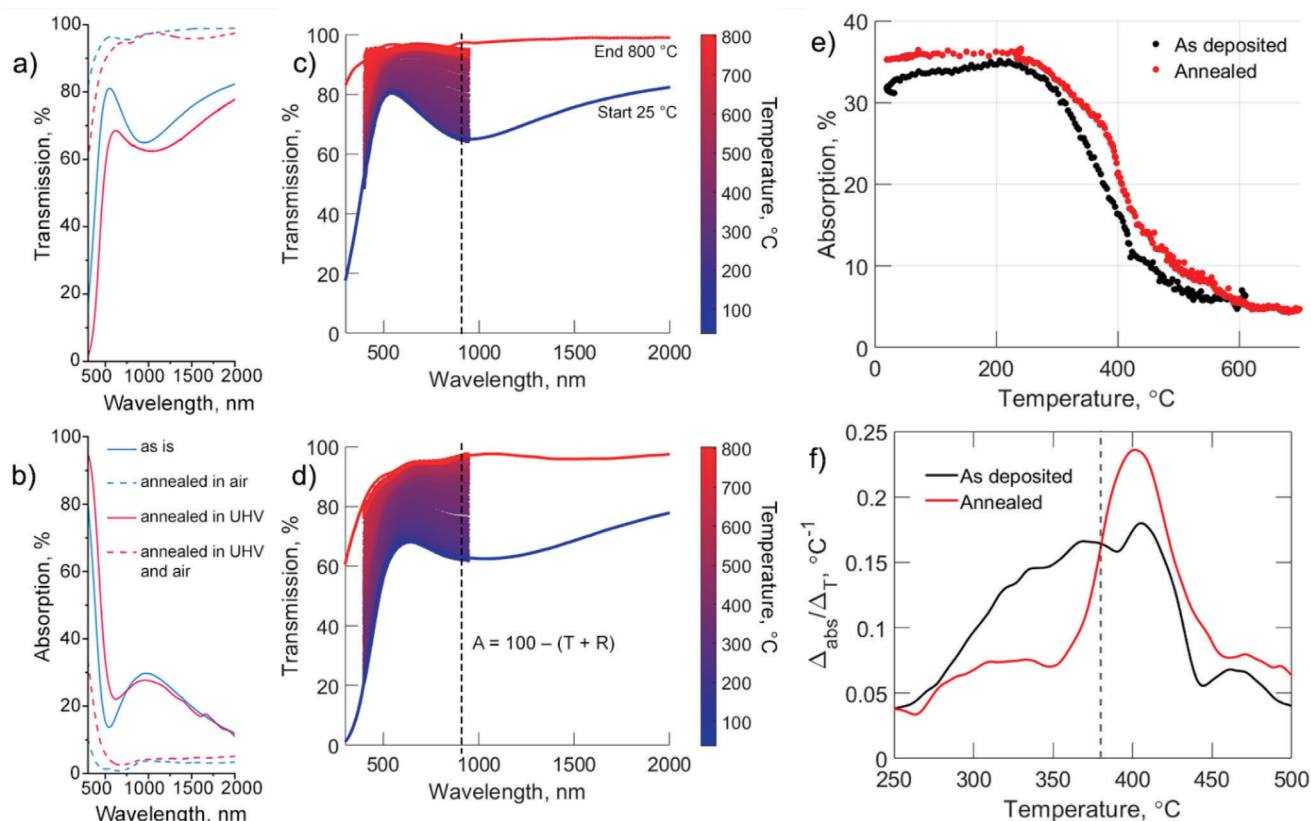 a)
100
80
60
40
20
0
Transmission, %
500 1000 1500 2000
Wavelength, nm
b)
100
80
60
40
20
0
Absorption, %
as is
annealed in air
annealed in UHV
annealed in UHV
and air
500 1000 1500 2000
Wavelength, nm
c)
100
80
60
40
20
0
Transmission, %
End 800 °C
Start 25 °C
500 1000 1500 2000
Wavelength, nm
800
700
600
500
400
300
200
100
Temperature, °C
d)
100
80
60
40
20
0
Transmission, %
A = 100 – (T + R)
500 1000 1500 2000
Wavelength, nm
800
700
600
500
400
300
200
100
Temperature, °C
e)
40
30
20
10
0
Absorption, %
As deposited
Annealed
0 200 400 600
Temperature, °C
f)
0.25
0.2
0.15
0.1
0.05
0
Δabs/ΔT, °C-1
As deposited
Annealed
250 300 350 400 450 500
Temperature, °C